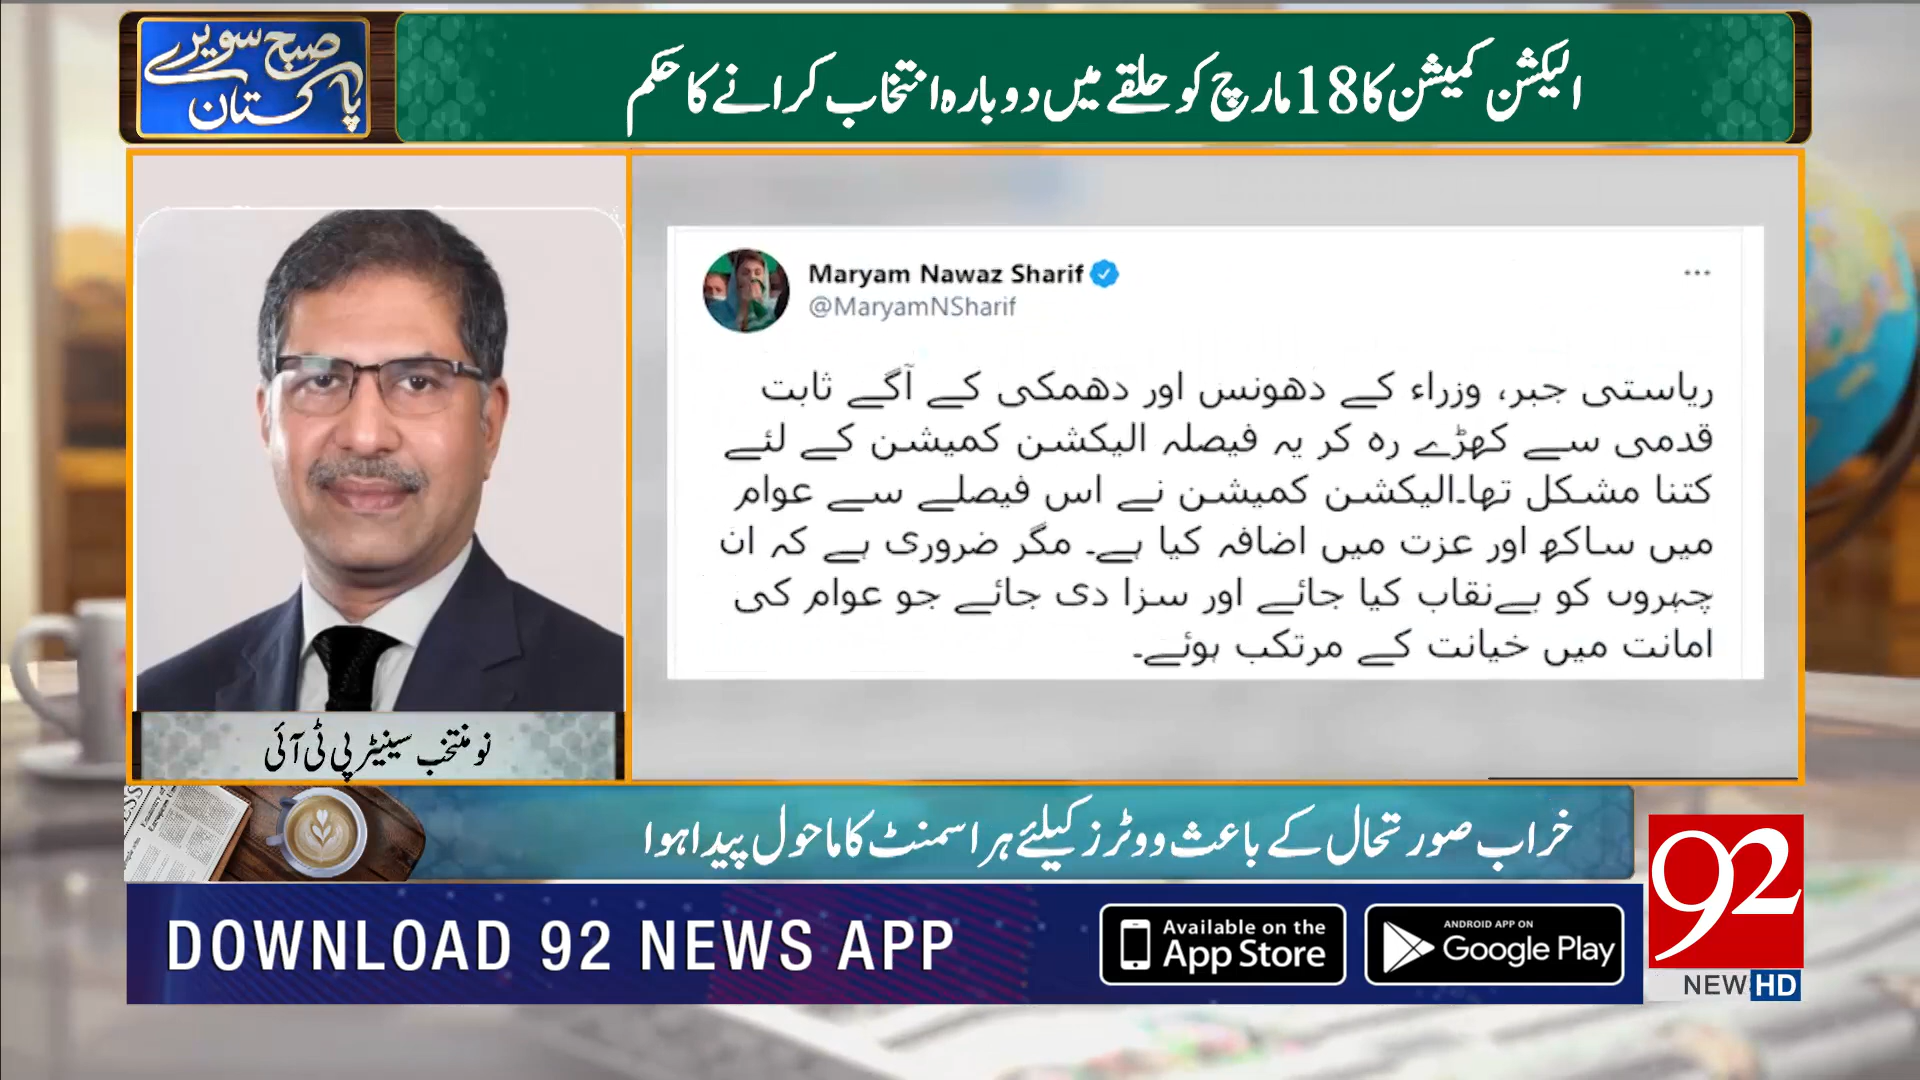 صبح سویرے
پاکستان
الیکشن کمیشن کا 18 مارچ کو حلقے میں دوبارہ انتخاب کرانے کا حکم
Maryam Nawaz Sharif
@MaryamNSharif
ریاستی جبر، وزراء کے دھونس اور دھمکی کے آگے ثابت
قدمی سے کھڑے رہ کر یہ فیصلہ الیکشن کمیشن کے لئے
کتنا مشکل تھا۔الیکشن کمیشن نے اس فیصلے سے عوام
میں ساکھ اور عزت میں اضافہ کیا ہے۔ مگر ضروری ہے کہ ان
چہروں کو بےنقاب کیا جائے اور سزا دی جائے جو عوام کی
امانت میں خیانت کے مرتکب ہوئے۔
نو منتخب سینیٹر پی ٹی آئی
خراب صورتحال کے باعث ووٹرز کیلئے ہراسمنٹ کا ماحول پیدا ہوا
DOWNLOAD 92 NEWS APP
Available on the
App Store
ANDROID APP ON
Google Play
92
NEWS HD